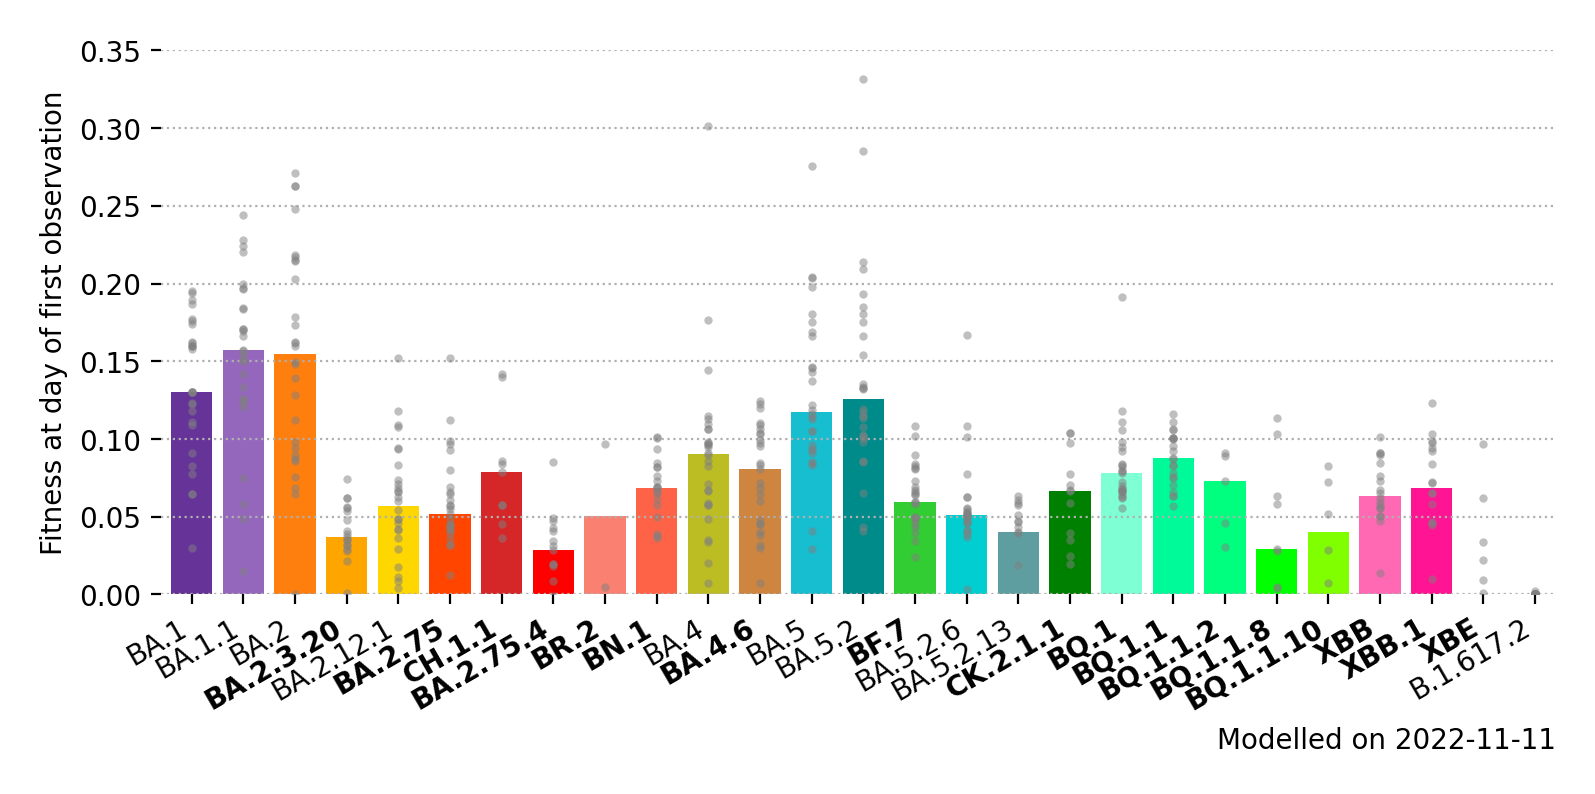 Fitness at day of first observation
0.35
0.30
0.25
0.20
0.15
0.10
0.05
0.00
BA.1
BA.1.1
BA.2
BA.2.3.20
BA.2.12.1
BA.2.75
CH.1.1
BA.2.75.4
BR.2
BN.1
BA.4
BA.4.6
BA.5
BA.5.2
BF.7
BA.5.2.6
BA.5.2.13
CK.2.1.1
BQ.1
BQ.1.1
BQ.1.1.2
BQ.1.1.8
BQ.1.1.10
XBB
XBB.1
XBE
B.1.617.2
Modelled on 2022-11-11